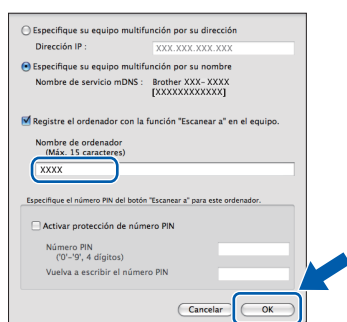 Especifique su equipo multifunción por su dirección
Dirección IP :
XXX.XXX.XXX.XXX
Especifique su equipo multifunción por su nombre
Nombre de servicio mDNS : Brother XXX-XXXX
[XXXXXXXXXXXX]
Registre el ordenador con la función "Escanear a" en el equipo.
Nombre de ordenador
(Máx. 15 caracteres)
XXXX
Especifique el número PIN del botón "Escanear a" para este ordenador.
Activar protección de número PIN
Número PIN
('0'-'9', 4 dígitos)
Vuelva a escribir el número PIN
Cancelar OK